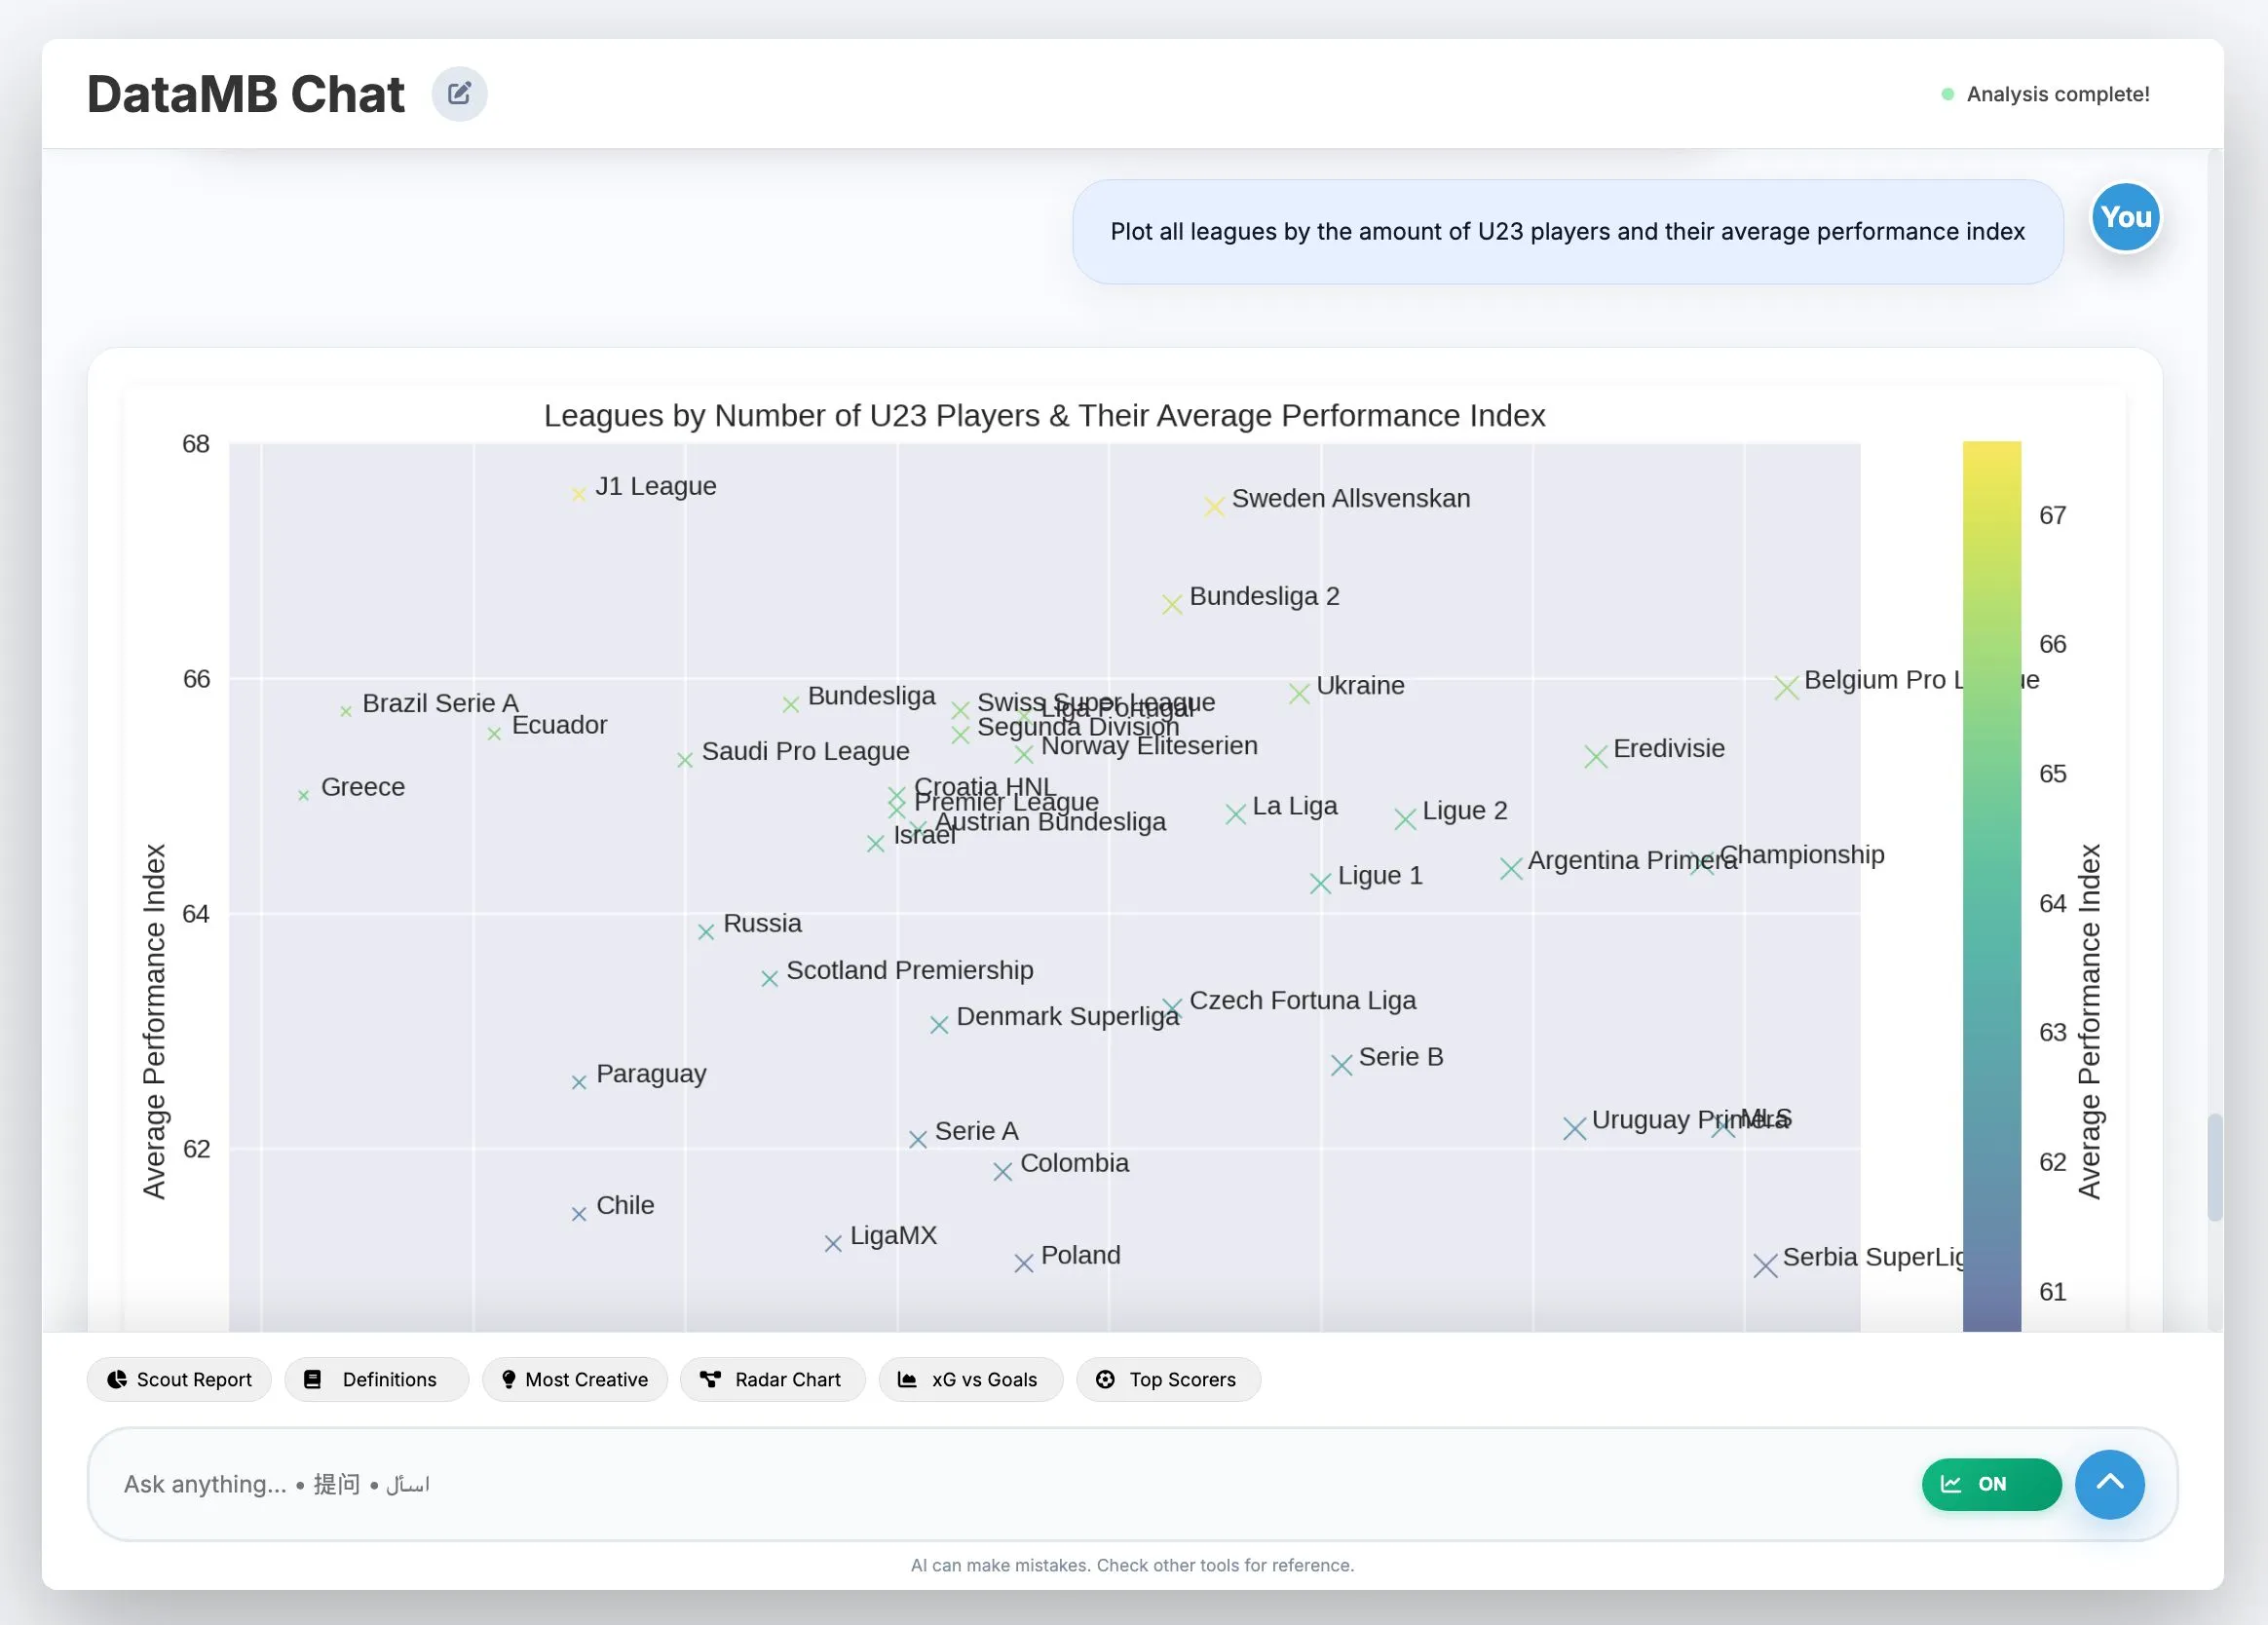 DataMB Chat
Analysis complete!
You
Plot all leagues by the amount of U23 players and their average performance index
Leagues by Number of U23 Players & Their Average Performance Index
68
J1 League
Sweden Allsvenskan
67
Bundesliga 2
66
66
Belgium Pro L ue
Ukraine
Bundesliga
Swiss Super League
Brazil Serie A
Liga Portugal
Ecuador
Segunda Division
Norway Eliteserien
Eredivisie
Saudi Pro League
65
Greece
Croatia HNL
Premier League
La Liga
Ligue 2
Austrian Bundesliga
Israel
Championship
Argentina Primera
Ligue 1
64
64
Russia
Scotland Premiership
Czech Fortuna Liga
Denmark Superliga
63
Serie B
Paraguay
Average Performance Index
Average Performance Index
MLS
Uruguay Primera
Serie A
62
62
Colombia
Chile
LigaMX
Poland
Serbia SuperLig
61
Scout Report
Definitions
Most Creative
Radar Chart
xG vs Goals
Top Scorers
Ask anything... • 提问 • اسأل
ON
AI can make mistakes. Check other tools for reference.